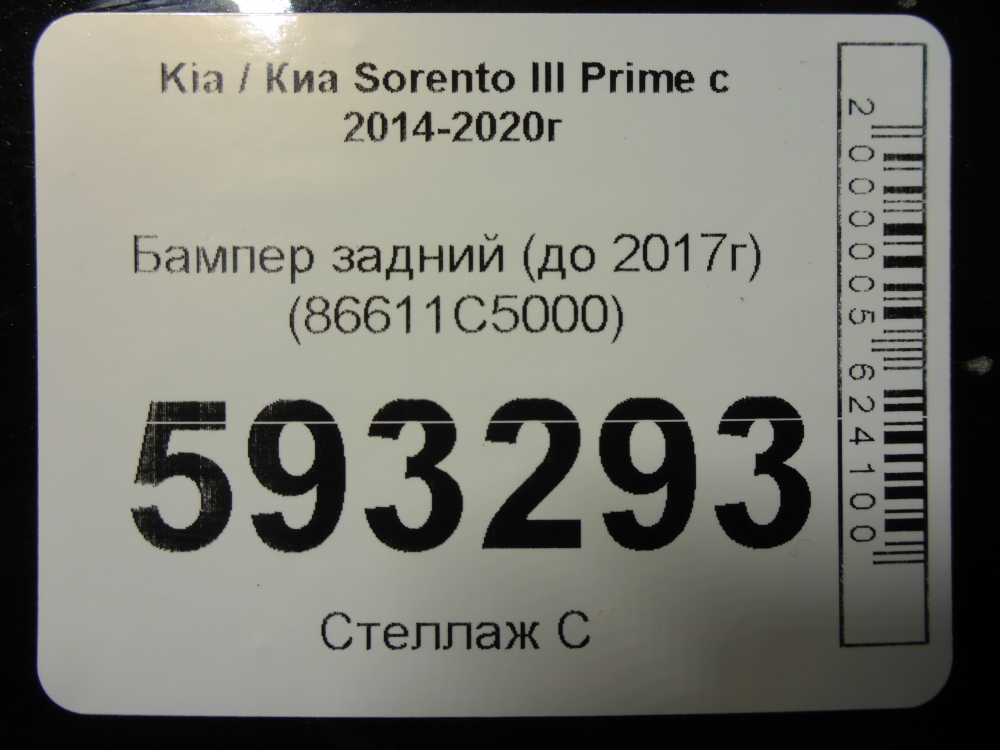 Kia / Киа Sorento III Prime с
2014-2020г
Бампер задний (до 2017г)
(86611C5000)
593293
Стеллаж С
2000005624100